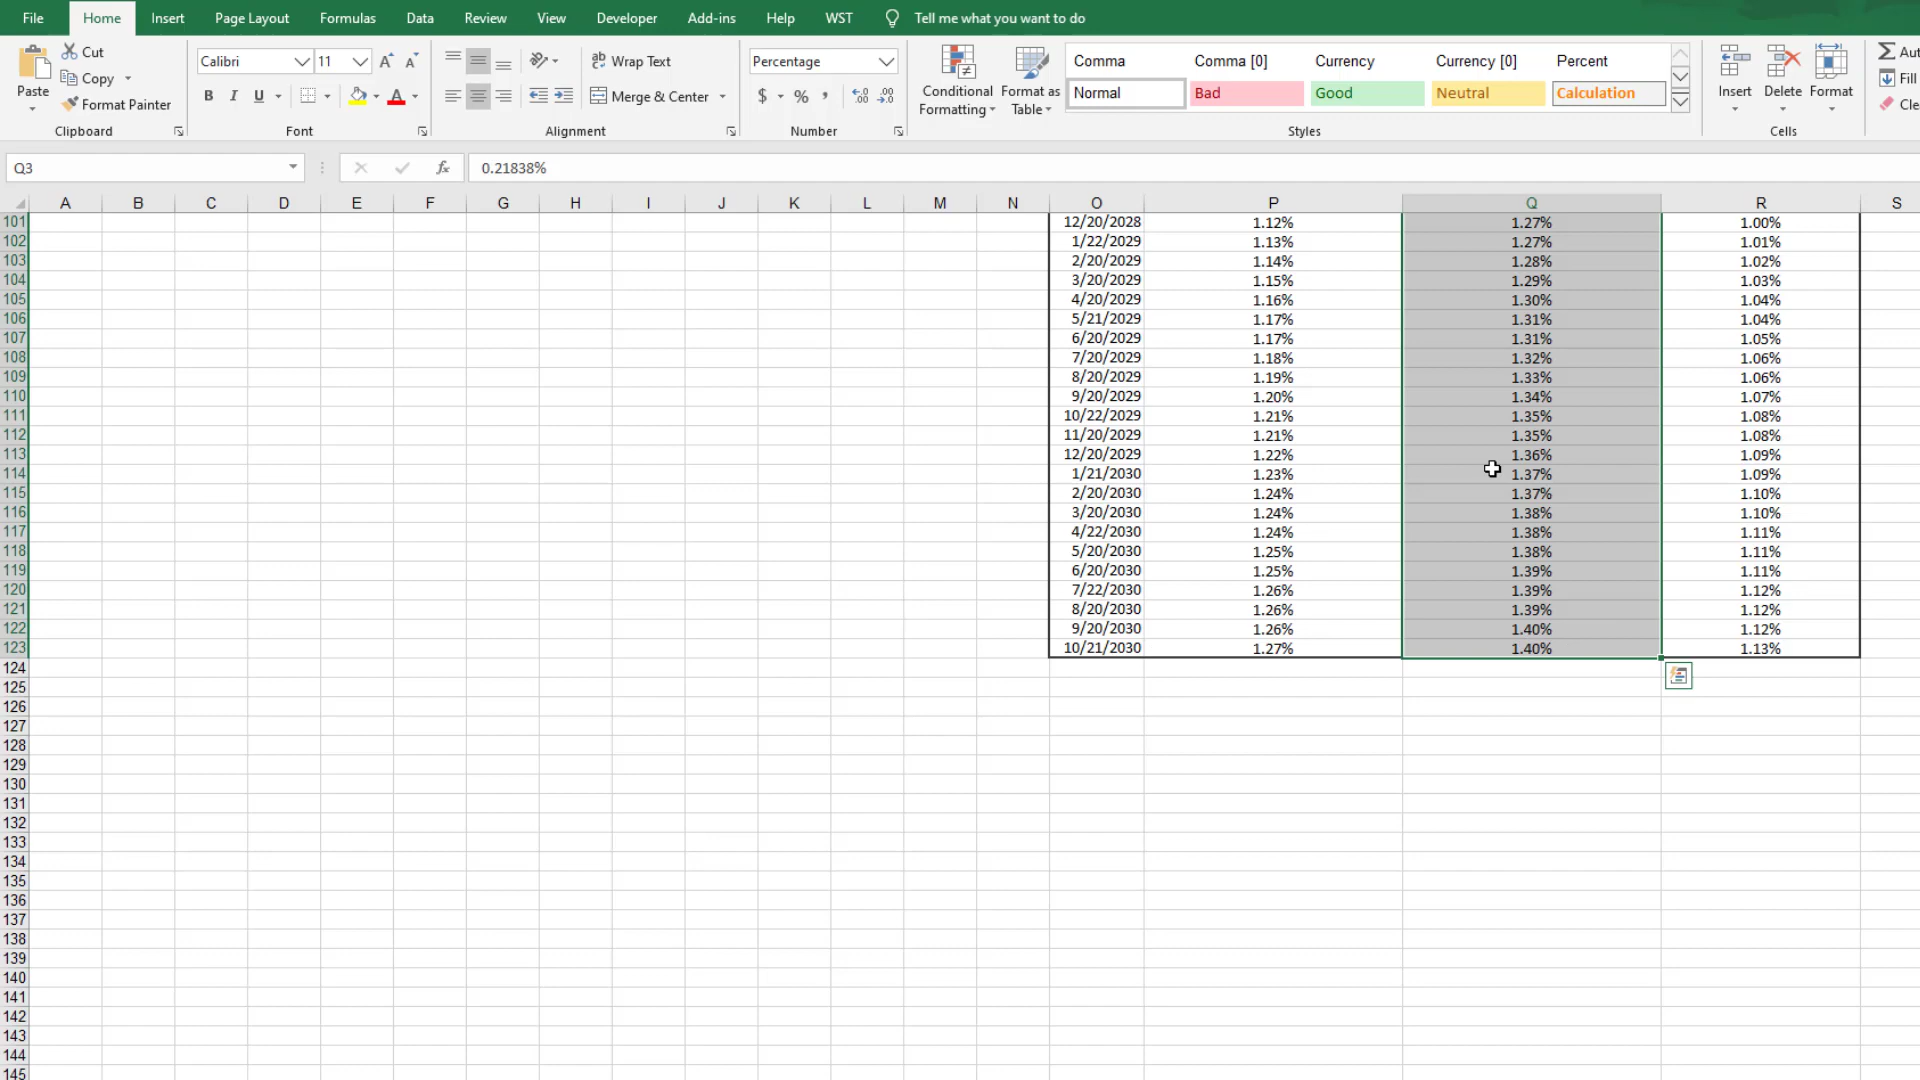 File Home Insert Page Layout Formulas Data Review View Developer Add-ins Help WST Tell me what you want to do
Paste Cut Copy Format Painter Clipboard
Calibri 11 B I U Font
Wrap Text Merge & Center Alignment
Percentage $ % , Number
Conditional Formatting Format as Table
Comma Comma [0] Currency Currency [0] Percent
Normal Bad Good Neutral Calculation
Styles
Insert Delete Format Cells
Fill
Q3 fx 0.21838%
A B C D E F G H I J K L M N O P Q R S
101 12/20/2028 1.12% 1.27% 1.00%
102 1/22/2029 1.13% 1.27% 1.01%
103 2/20/2029 1.14% 1.28% 1.02%
104 3/20/2029 1.15% 1.29% 1.03%
105 4/20/2029 1.16% 1.30% 1.04%
106 5/21/2029 1.17% 1.31% 1.04%
107 6/20/2029 1.17% 1.31% 1.05%
108 7/20/2029 1.18% 1.32% 1.06%
109 8/20/2029 1.19% 1.33% 1.06%
110 9/20/2029 1.20% 1.34% 1.07%
111 10/22/2029 1.21% 1.35% 1.08%
112 11/20/2029 1.21% 1.35% 1.08%
113 12/20/2029 1.22% 1.36% 1.09%
114 1/21/2030 1.23% 1.37% 1.09%
115 2/20/2030 1.24% 1.37% 1.10%
116 3/20/2030 1.24% 1.38% 1.10%
117 4/22/2030 1.24% 1.38% 1.11%
118 5/20/2030 1.25% 1.38% 1.11%
119 6/20/2030 1.25% 1.39% 1.11%
120 7/22/2030 1.26% 1.39% 1.12%
121 8/20/2030 1.26% 1.39% 1.12%
122 9/20/2030 1.26% 1.40% 1.12%
123 10/21/2030 1.27% 1.40% 1.13%
124
125
126
127
128
129
130
131
132
133
134
135
136
137
138
139
140
141
142
143
144
145